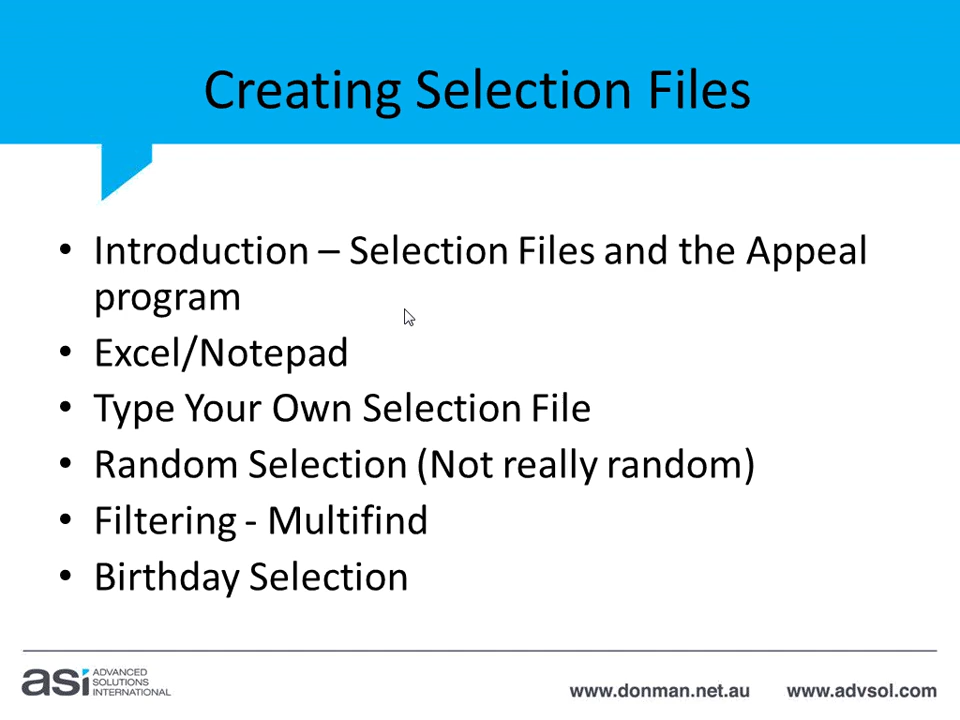 Creating Selection Files
• Introduction – Selection Files and the Appeal
program
• Excel/Notepad
• Type Your Own Selection File
• Random Selection (Not really random)
• Filtering - Multifind
• Birthday Selection
asi
ADVANCED
SOLUTIONS
INTERNATIONAL
www.donman.net.au
www.advsol.com